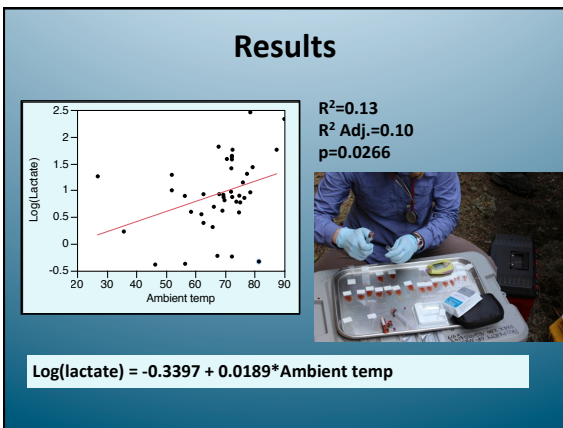 Results
R²=0.13
R² Adj.=0.10
p=0.0266
2.5
2
1.5
1
0.5
0
-0.5
Log(Lactate)
20 30 40 50 60 70 80 90
Ambient temp
Log(lactate) = -0.3397 + 0.0189*Ambient temp